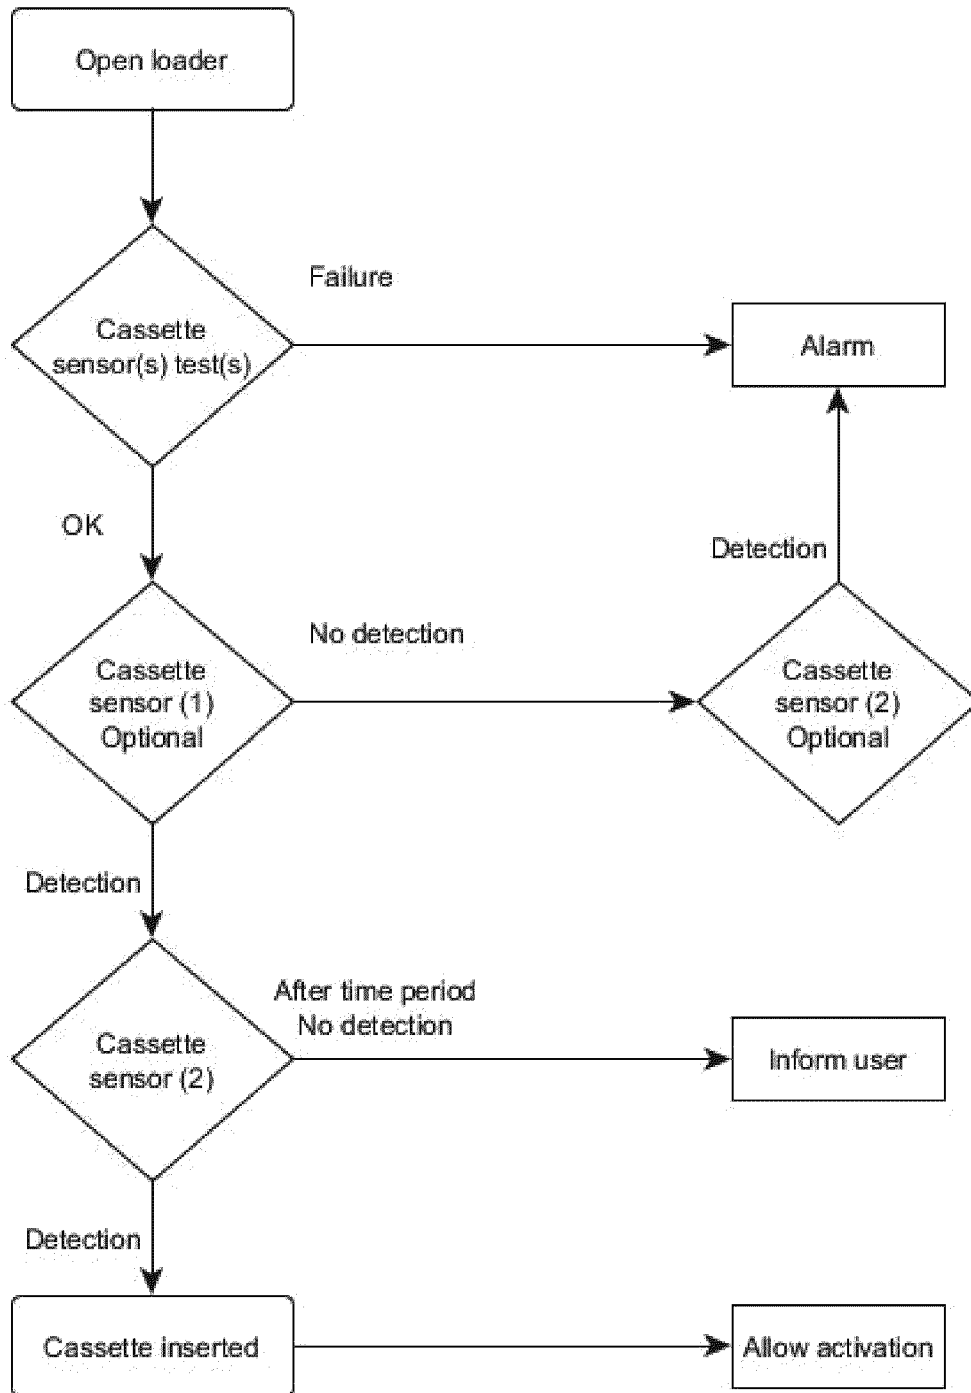 Open loader
Failure
Cassette
sensor(s) test(s)
Alarm
OK
Detection
No detection
Cassette
sensor (1)
Optional
Cassette
sensor (2)
Optional
Detection
After time period
No detection
Cassette
sensor (2)
Inform user
Detection
Cassette inserted
Allow activation